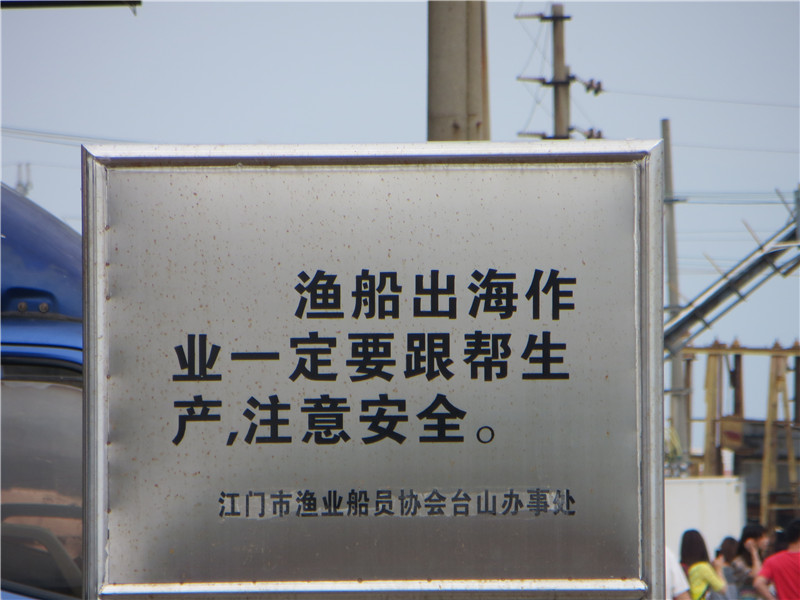 渔船出海作
业一定要跟帮生
产,注意安全。
江门市渔业船员协会台山办事处